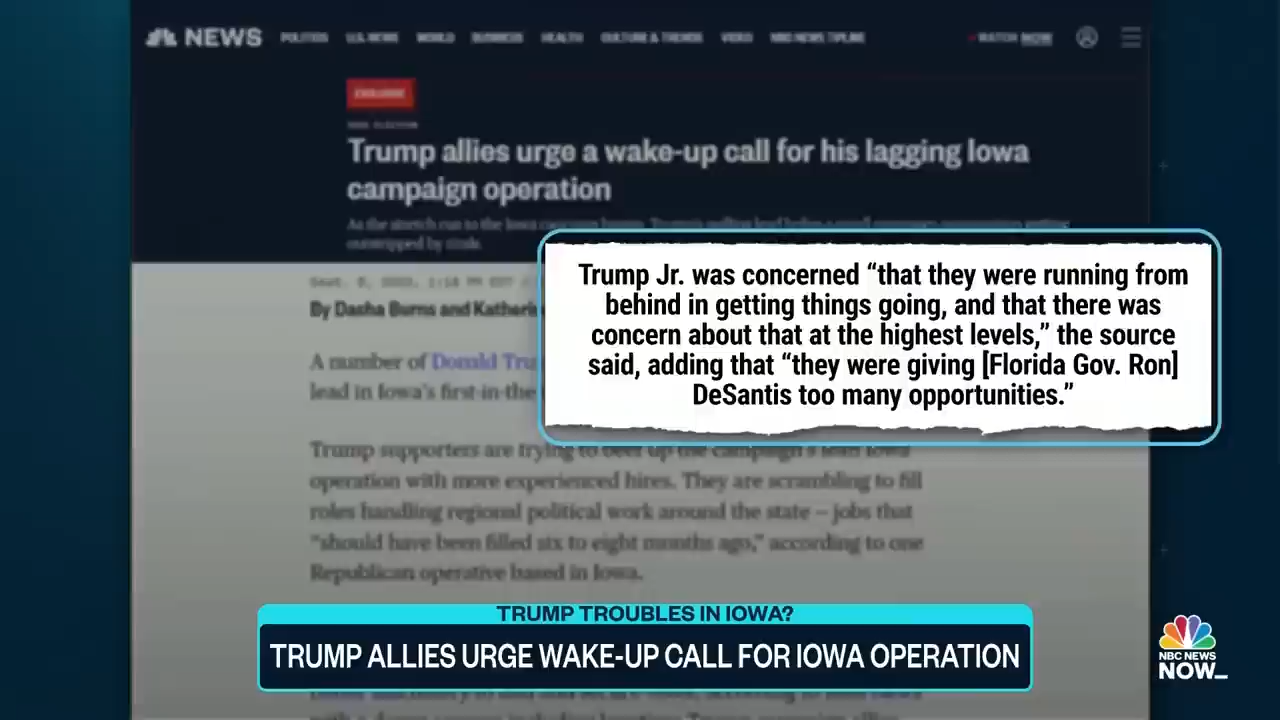 NEWS POLITICS U.S. NEWS WORLD BUSINESS HEALTH CULTURE & TRENDS VIDEO NBC NEWS TIPLINE WATCH NOW
EXCLUSIVE
Trump allies urge a wake-up call for his lagging Iowa
campaign operation
By Dasha Burns and
Trump Jr. was concerned “that they were running from
behind in getting things going, and that there was
concern about that at the highest levels,” the source
said, adding that “they were giving [Florida Gov. Ron]
DeSantis too many opportunities.”
A number of Donald
lead in Iowa's first-in-the
Trump supporters are trying to beef up the campaign's lean Iowa
operation with more experienced hires. They are scrambling to fill
roles handling regional political work around the state – jobs that
“should have been filled six to eight months ago,” according to one
Republican operative based in Iowa.
TRUMP TROUBLES IN IOWA?
TRUMP ALLIES URGE WAKE-UP CALL FOR IOWA OPERATION
NBC NEWS
NOW_